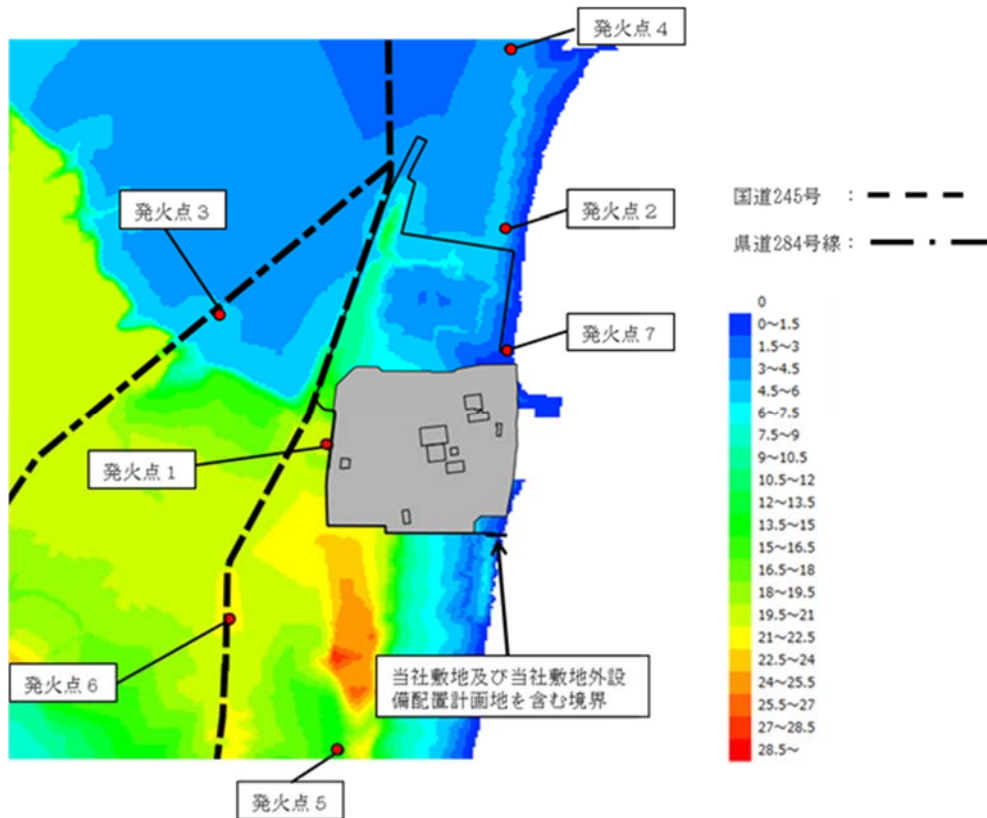 発火点４
国道245号 ：
発火点３
発火点２
県道284号線：
発火点７
0
0～1.5
1.5～3
3～4.5
4.5～6
6～7.5
7.5～9
9～10.5
10.5～12
12～13.5
13.5～15
15～16.5
16.5～18
18～19.5
19.5～21
21～22.5
22.5～24
24～25.5
25.5～27
27～28.5
28.5～
発火点１
発火点６
当社敷地及び当社敷地外設
備配置計画地を含む境界
発火点５